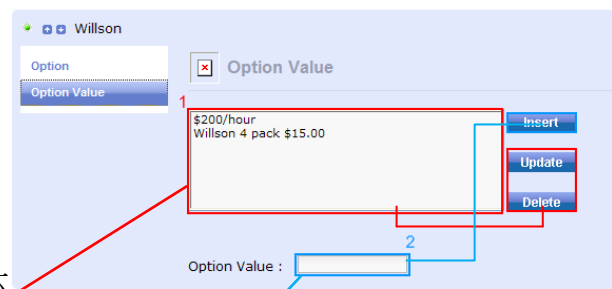 Willson
Option
Option Value
Option Value
1
$200/hour
Willson 4 pack $15.00
Insert
Update
Delete
2
Option Value :